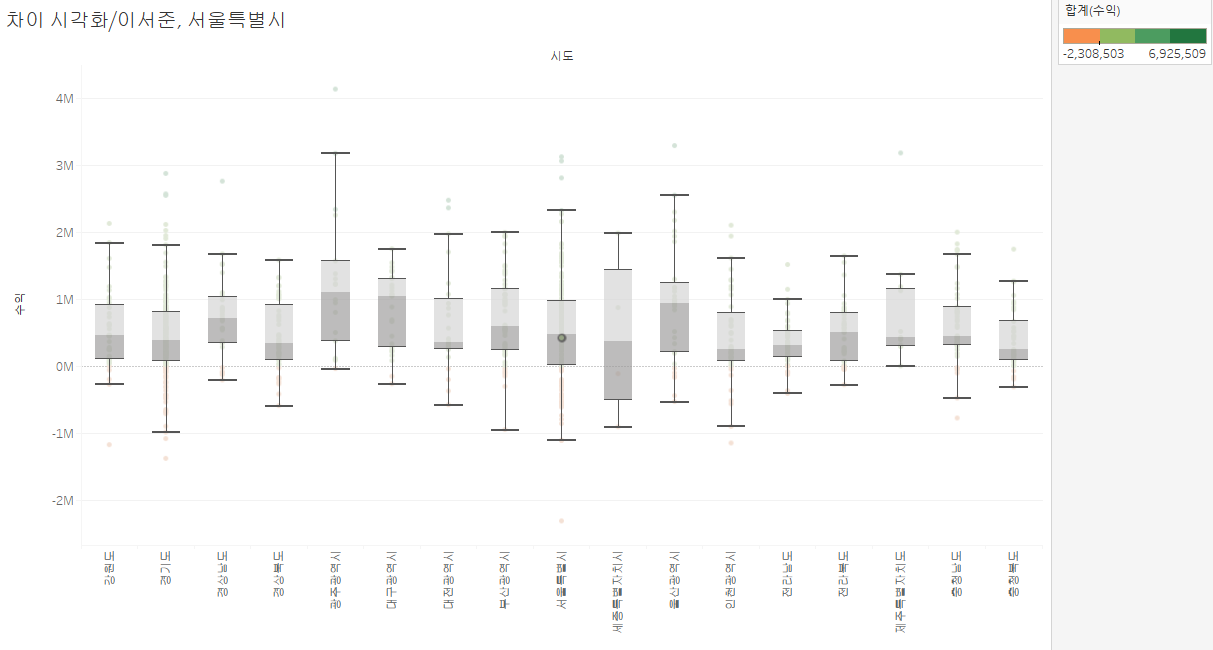 차이 시각화/이서준, 서울특별시
합계(수익)
-2,308,503 6,925,509
시도
수익
4M
3M
2M
1M
0M
-1M
-2M
강원도
경기도
경상남도
경상북도
광주광역시
대구광역시
대전광역시
부산광역시
서울특별시
세종특별자치시
울산광역시
인천광역시
전라남도
전라북도
제주특별자치도
충청남도
충청북도